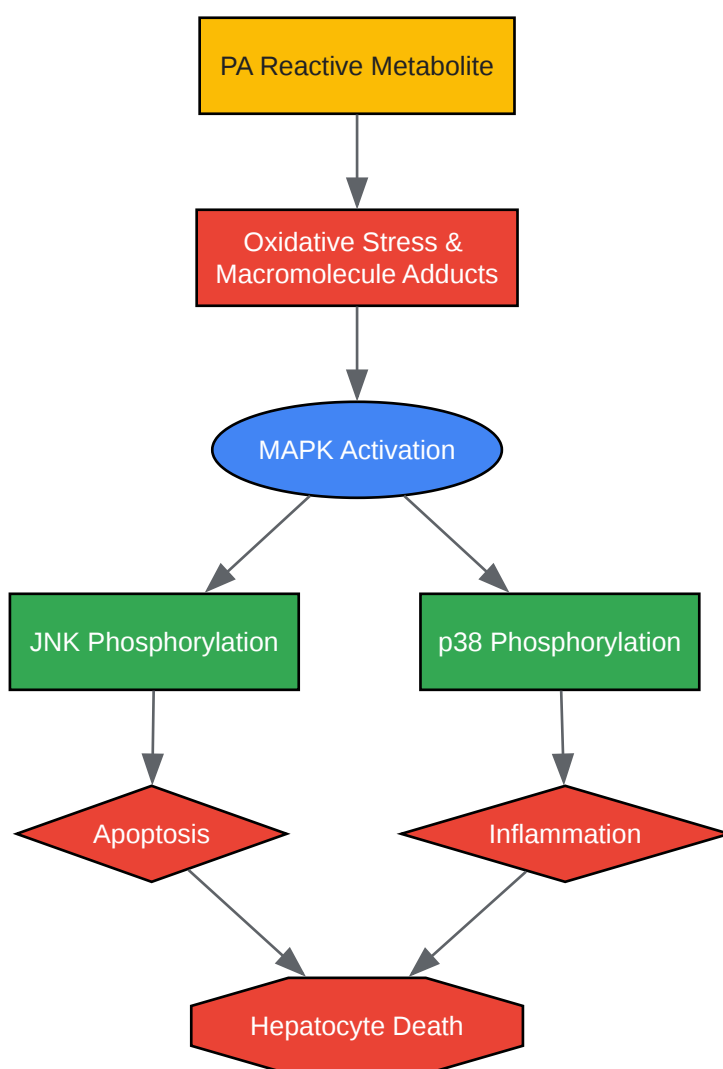 PA Reactive Metabolite
Oxidative Stress &
Macromolecule Adducts
MAPK Activation
JNK Phosphorylation
p38 Phosphorylation
Apoptosis
Inflammation
Hepatocyte Death